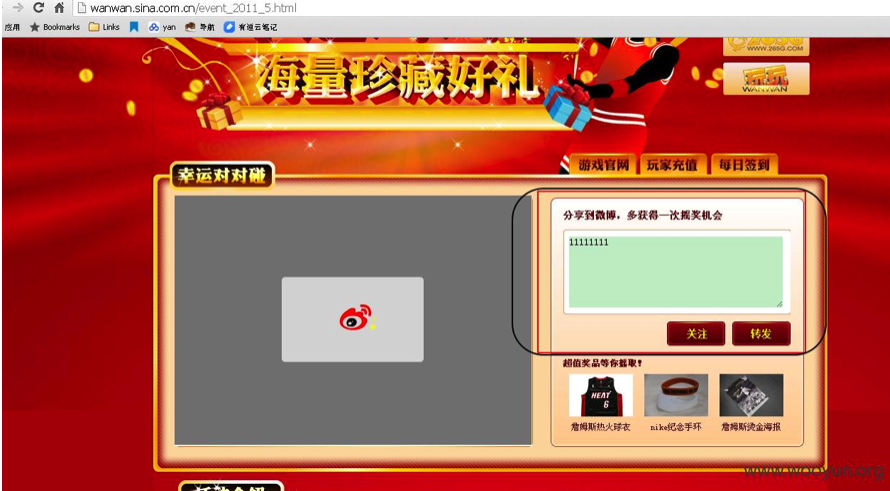 wanwan.sina.com.cn/event_2011_5.html
应用 Bookmarks Links yan 导航 有道云笔记
海量珍藏好礼
WWW.265G.COM
玩玩
WANWAN
游戏官网 玩家充值 每日签到
幸运对对碰
分享到微博，多获得一次摇奖机会
11111111
关注 转发
超值奖品等你摇取！
HEAT
6
詹姆斯热火球衣 nike纪念手环 詹姆斯烫金海报
www.wooyun.org